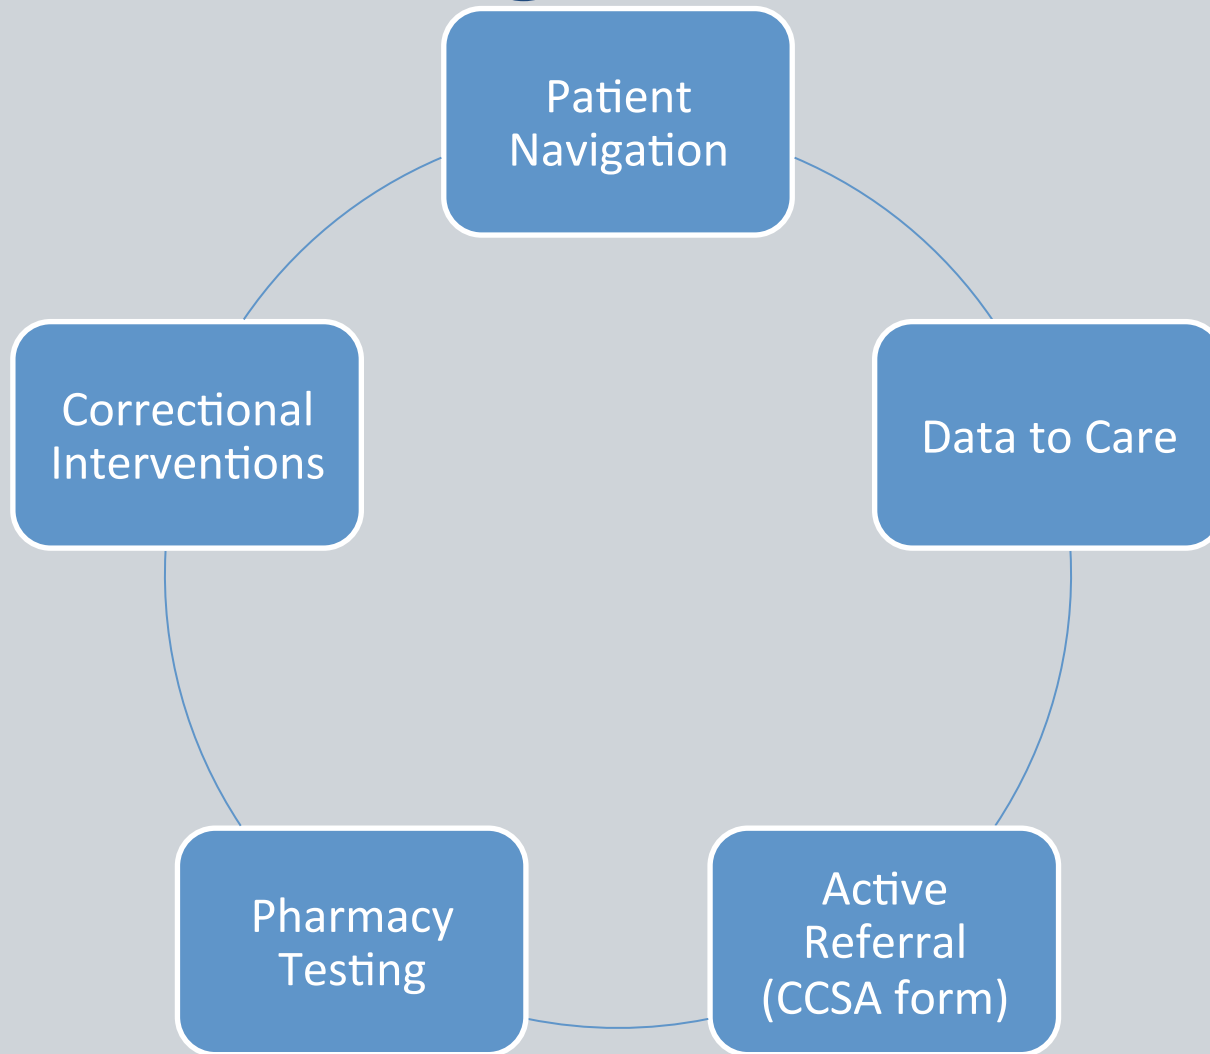 Patient
Navigation
Correctional
Interventions
Data to Care
Pharmacy
Testing
Active
Referral
(CCSA form)